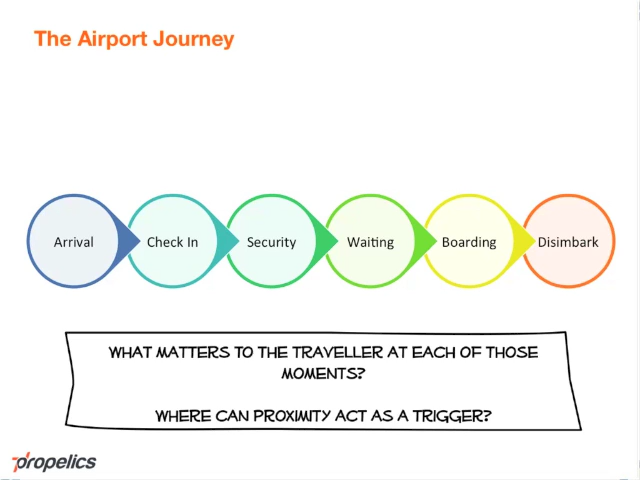 The Airport Journey
Arrival
Check In
Security
Waiting
Boarding
Disimbark
WHAT MATTERS TO THE TRAVELLER AT EACH OF THOSE
MOMENTS?
WHERE CAN PROXIMITY ACT AS A TRIGGER?
propelics